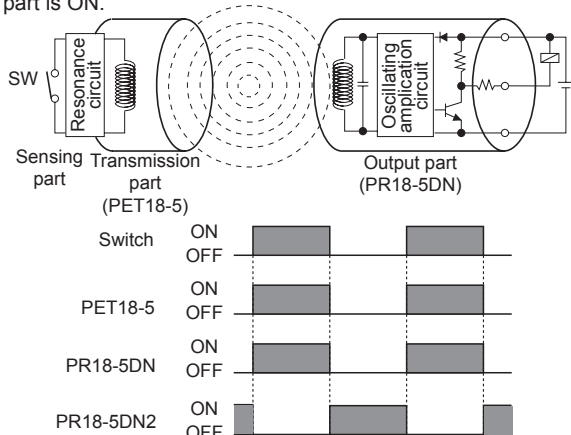 part is ON.
SW
Resonance
circuit
Oscillating
amplication
circuit
Sensing
part
Transmission
part
(PET18-5)
Output part
(PR18-5DN)
Switch
ON
OFF
PET18-5
ON
OFF
PR18-5DN
ON
OFF
PR18-5DN2
ON
OFF